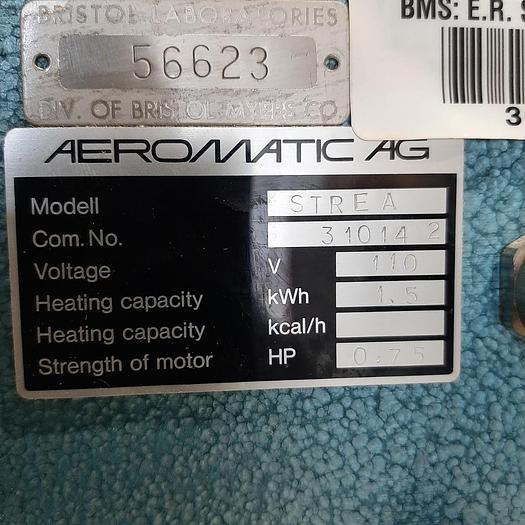 BRISTOL LABORATORIES
56623
DIV. OF BRISTOL-MYERS CO
BMS: E.R.
3
AEROMATIC AG
Modell STREA
Com. No. 31014 2
Voltage V 110
Heating capacity kWh 1.5
Heating capacity kcal/h
Strength of motor HP 0.75